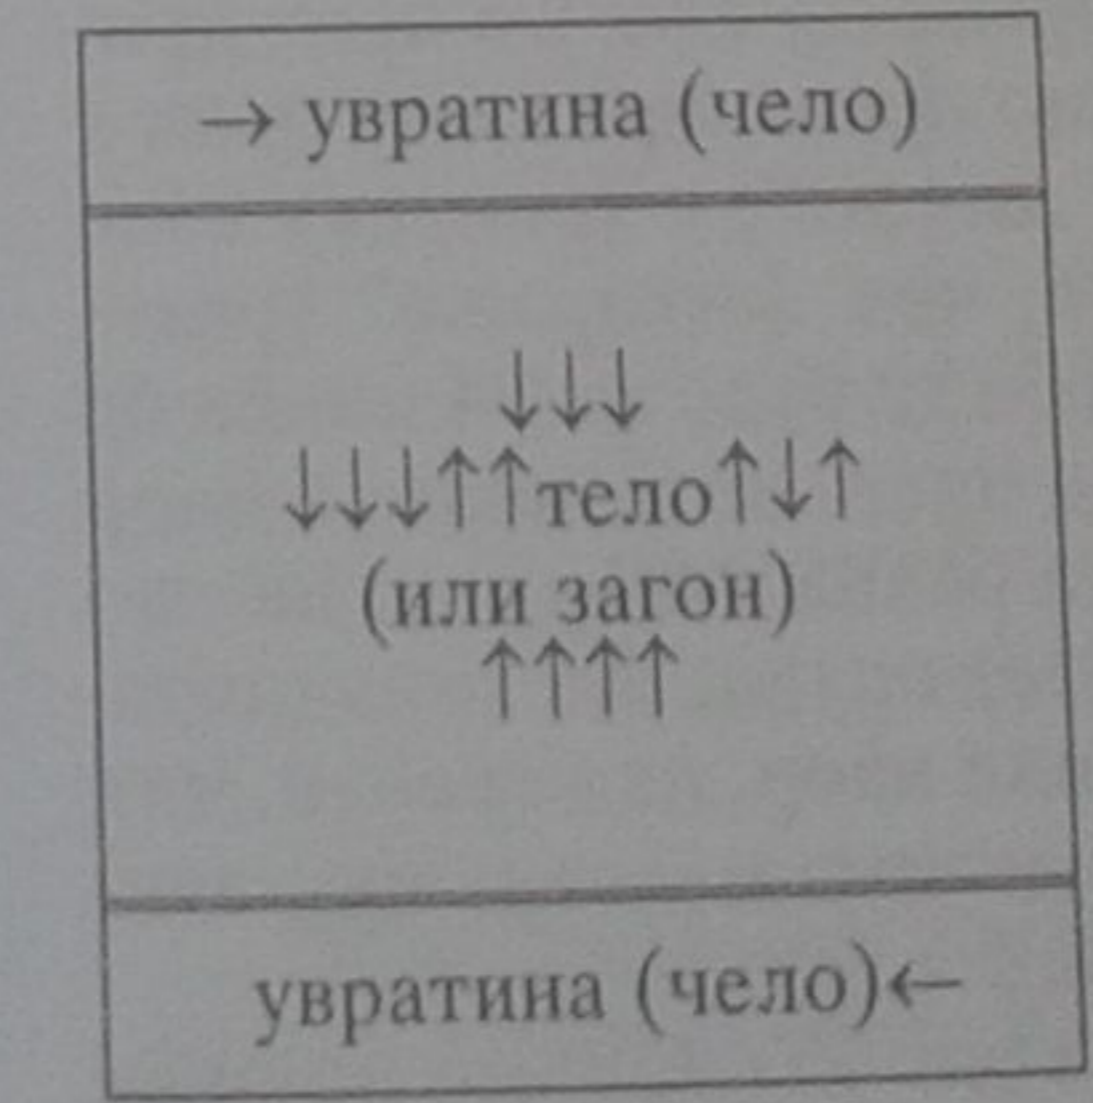 → увратина (чело)
↓↓↓
↓↓↓↑↑тело↑↓↑
(или загон)
↑↑↑↑
увратина (чело)←